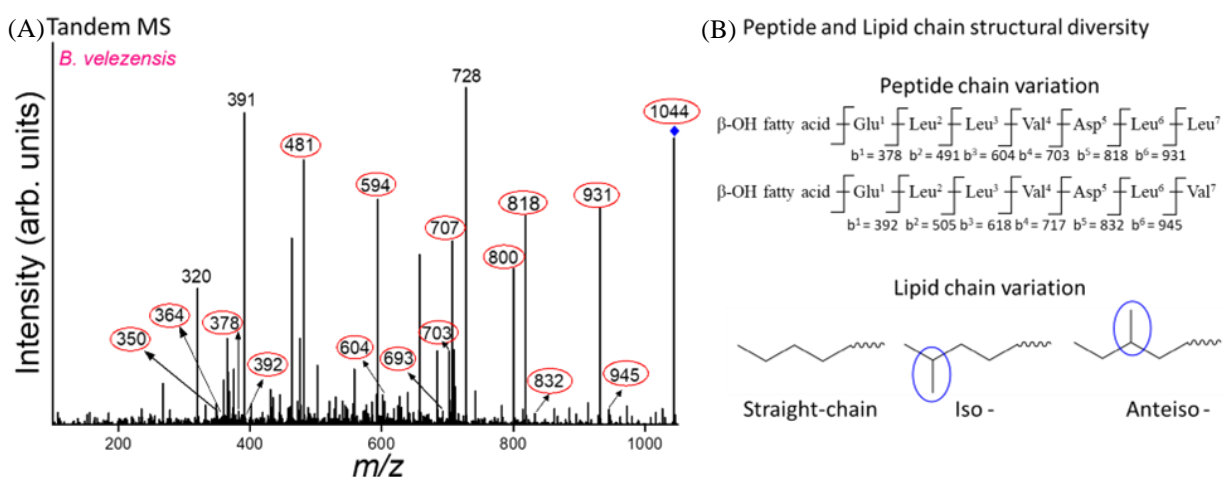 (A) Tandem MS
B. velezensis
Intensity (arb. units)
1044
728
391
481
594
818
931
707
800
320
364
378
350
392
604
693
703
832
945
200 400 600 800 1000
m/z
(B) Peptide and Lipid chain structural diversity
Peptide chain variation
β-OH fatty acid Glu¹ Leu² Leu³ Val⁴ Asp⁵ Leu⁶ Leu⁷
b¹ = 378 b² = 491 b³ = 604 b⁴ = 703 b⁵ = 818 b⁶ = 931
β-OH fatty acid Glu¹ Leu² Leu³ Val⁴ Asp⁵ Leu⁶ Val⁷
b¹ = 392 b² = 505 b³ = 618 b⁴ = 717 b⁵ = 832 b⁶ = 945
Lipid chain variation
Straight-chain Iso - Anteiso -